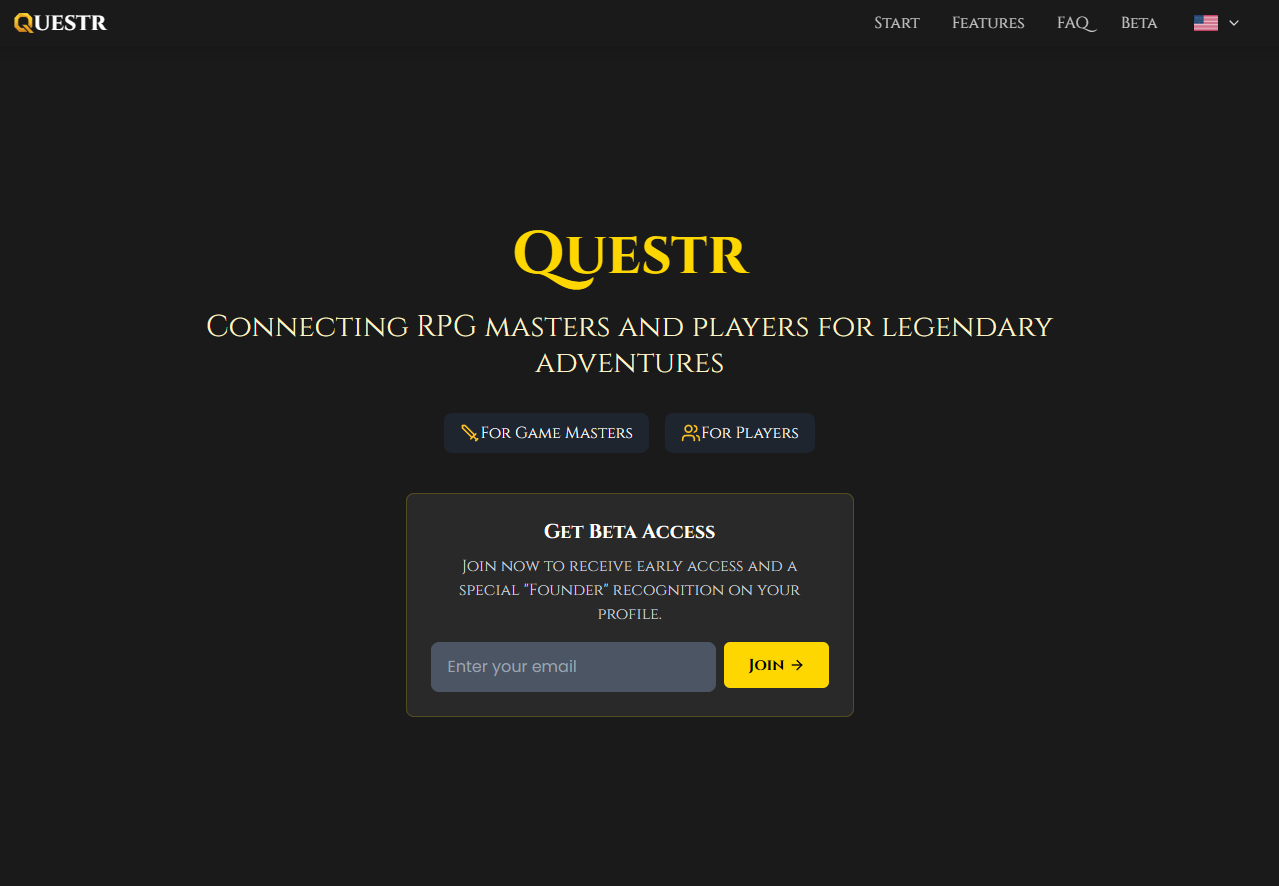 Questr
Start
Features
FAQ
Beta
Questr
Connecting RPG masters and players for legendary
adventures
For Game Masters
For Players
Get Beta Access
Join now to receive early access and a
special "Founder" recognition on your
profile.
Enter your email
Join →